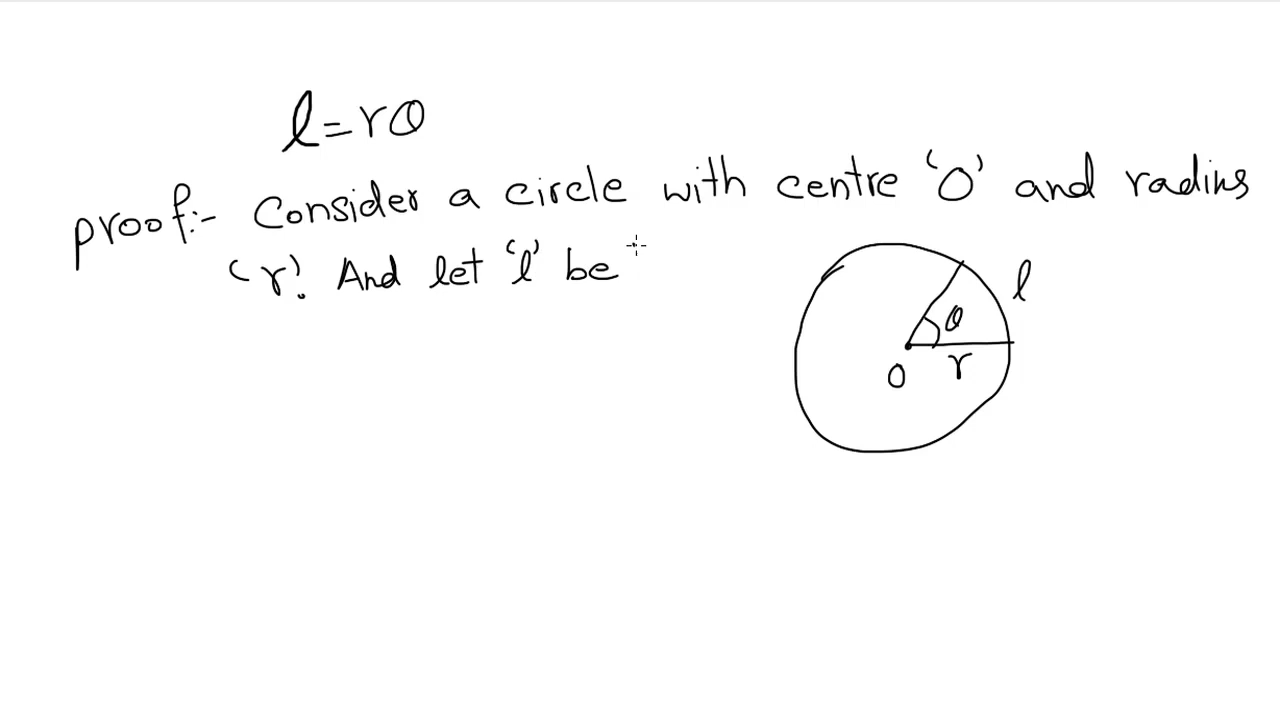 l=rθ
proof:- Consider a circle with centre 'O' and radius
'r'. And let 'l' be
l
θ
r
O